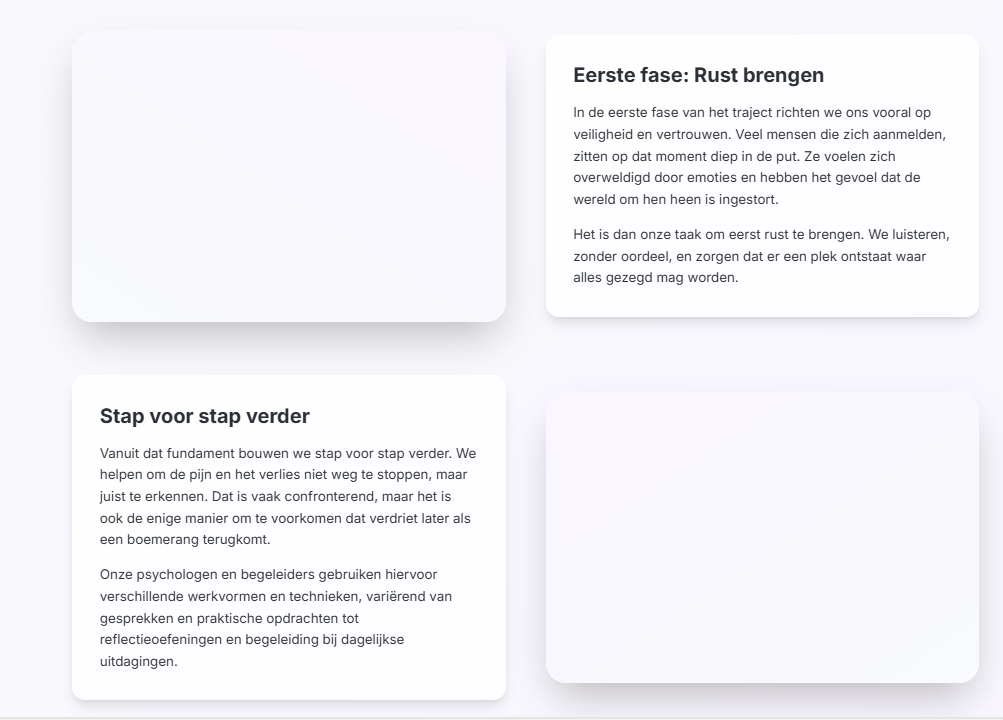 Eerste fase: Rust brengen
In de eerste fase van het traject richten we ons vooral op
veiligheid en vertrouwen. Veel mensen die zich aanmelden,
zitten op dat moment diep in de put. Ze voelen zich
overweldigd door emoties en hebben het gevoel dat de
wereld om hen heen is ingestort.
Het is dan onze taak om eerst rust te brengen. We luisteren,
zonder oordeel, en zorgen dat er een plek ontstaat waar
alles gezegd mag worden.
Stap voor stap verder
Vanuit dat fundament bouwen we stap voor stap verder. We
helpen om de pijn en het verlies niet weg te stoppen, maar
juist te erkennen. Dat is vaak confronterend, maar het is
ook de enige manier om te voorkomen dat verdriet later als
een boemerang terugkomt.
Onze psychologen en begeleiders gebruiken hiervoor
verschillende werkvormen en technieken, variërend van
gesprekken en praktische opdrachten tot
reflectieoefeningen en begeleiding bij dagelijkse
uitdagingen.